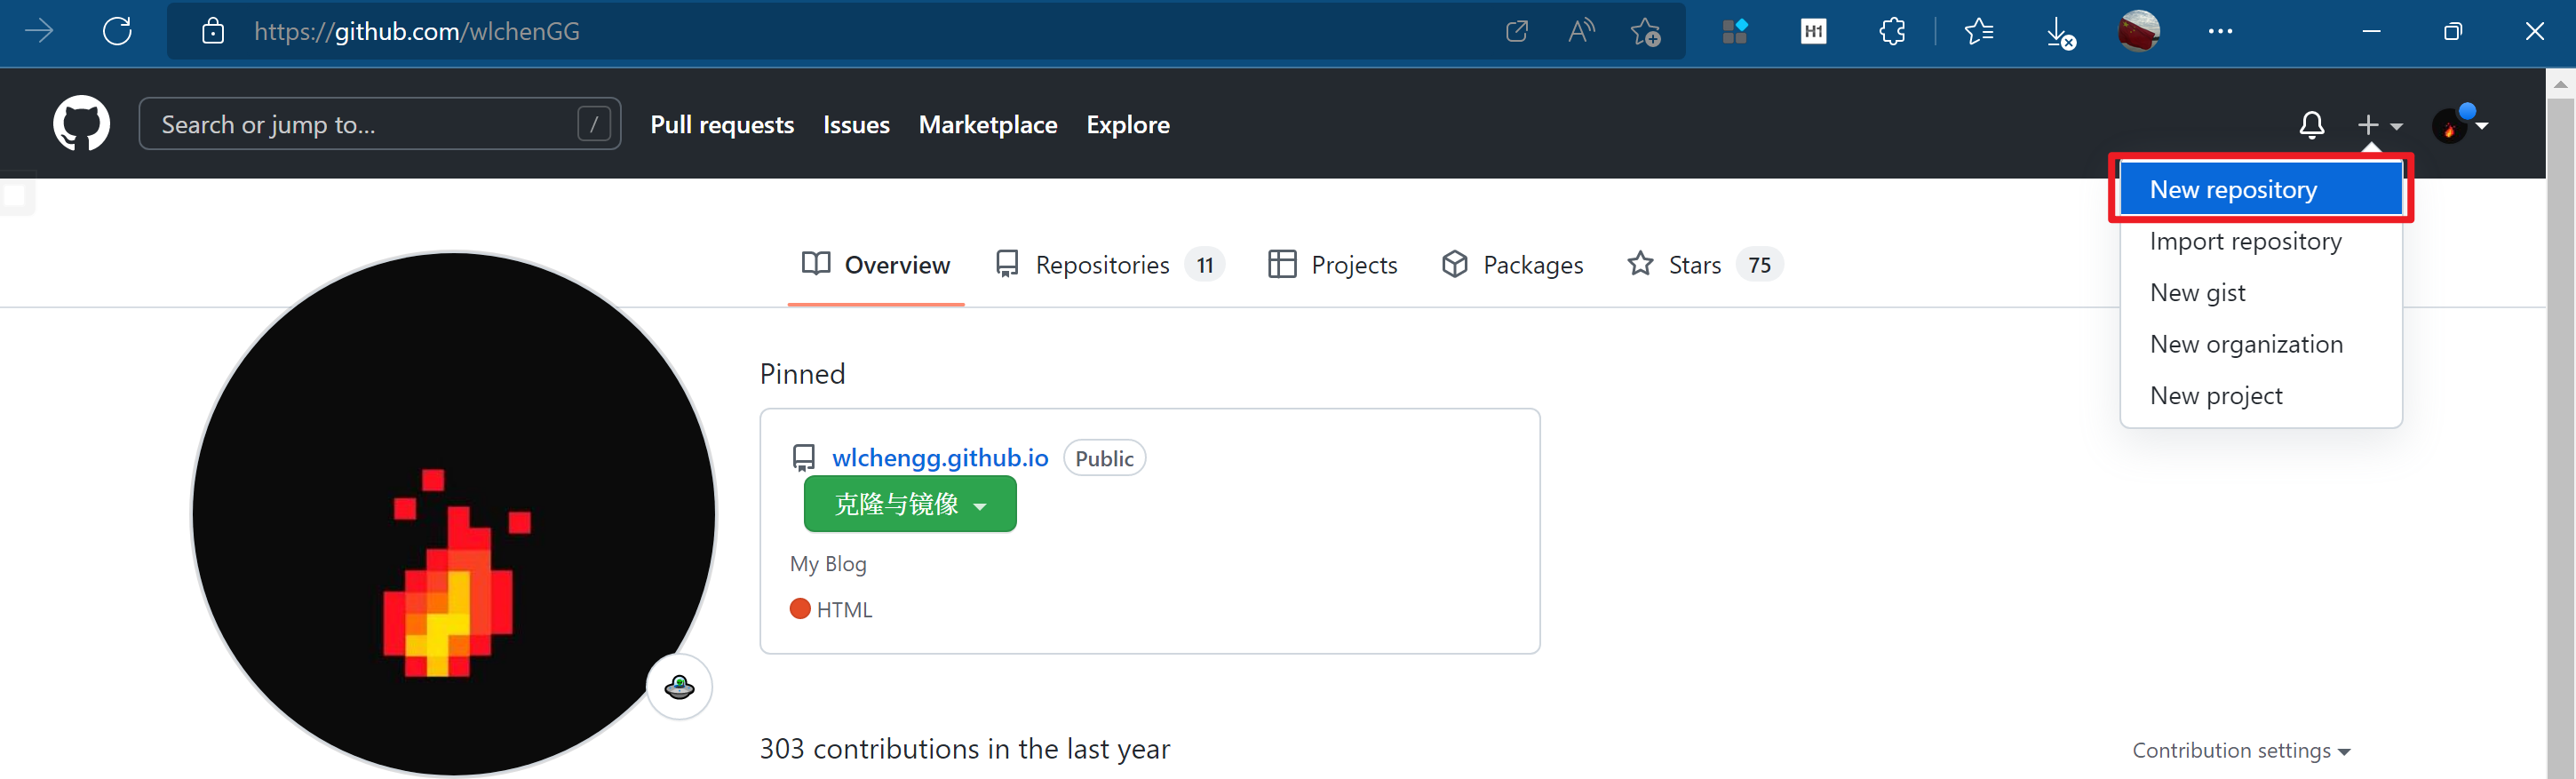 https://github.com/wlchenGG
H1
Search or jump to... /
Pull requests Issues Marketplace Explore
New repository
Import repository
New gist
New organization
New project
Overview Repositories 11 Projects Packages Stars 75
Pinned
wlchengg.github.io Public
克隆与镜像
My Blog
HTML
303 contributions in the last year
Contribution settings